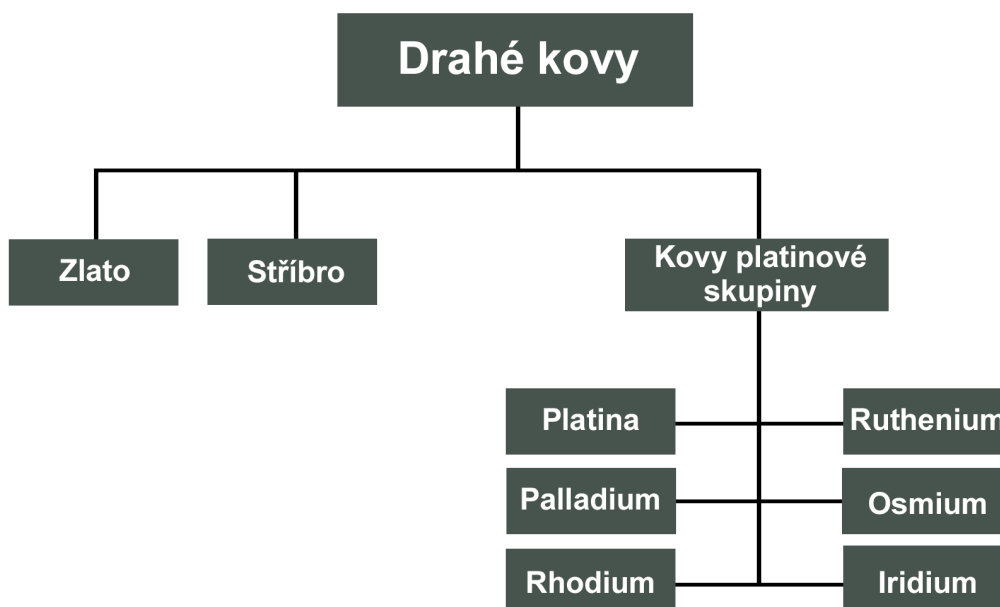 Drahé kovy
Zlato
Stříbro
Kovy platinové
skupiny
Platina
Ruthenium
Palladium
Osmium
Rhodium
Iridium